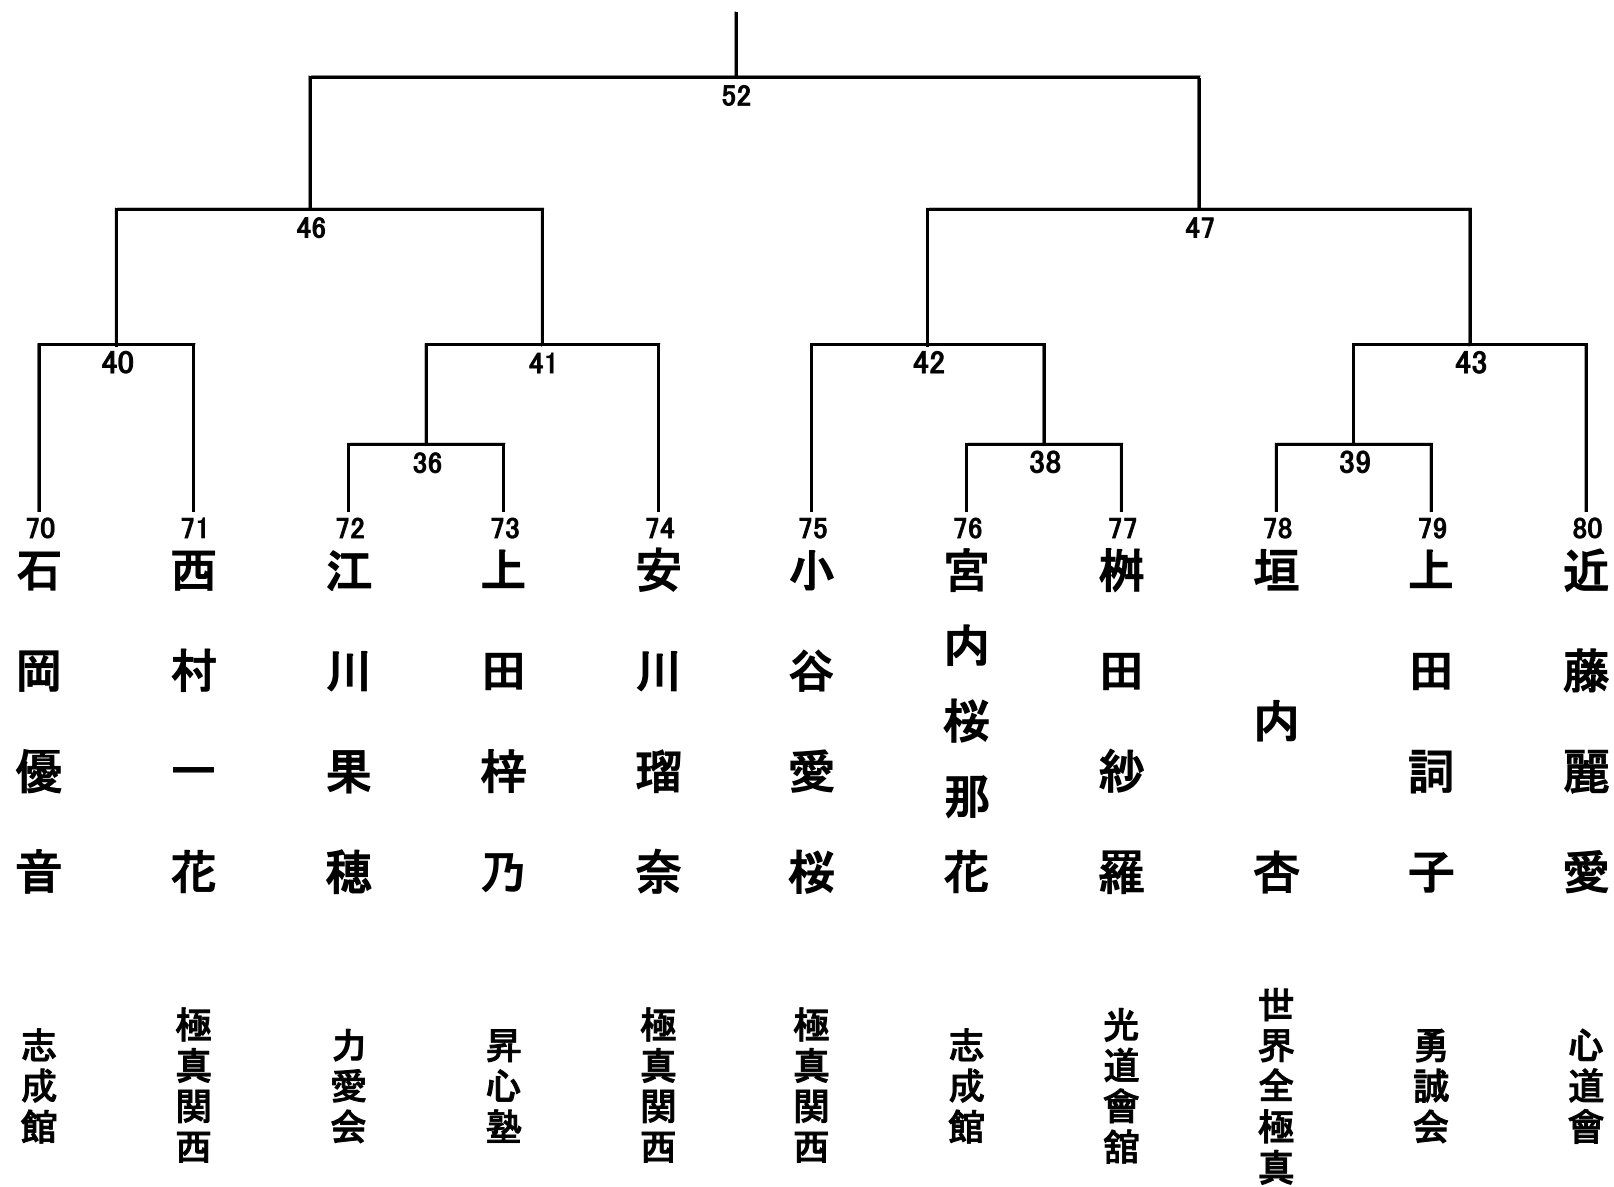 52
46
47
40
41
42
43
36
38
39
70
石岡優音
志成館
71
西村一花
極真関西
72
江川果穂
力愛会
73
上田梓乃
昇心塾
74
安川瑠奈
極真関西
75
小谷愛桜
極真関西
76
宮内桜那花
志成館
77
桝田紗羅
光道會舘
78
垣内杏
世界全極真
79
上田詞子
勇誠会
80
近藤麗愛
心道會